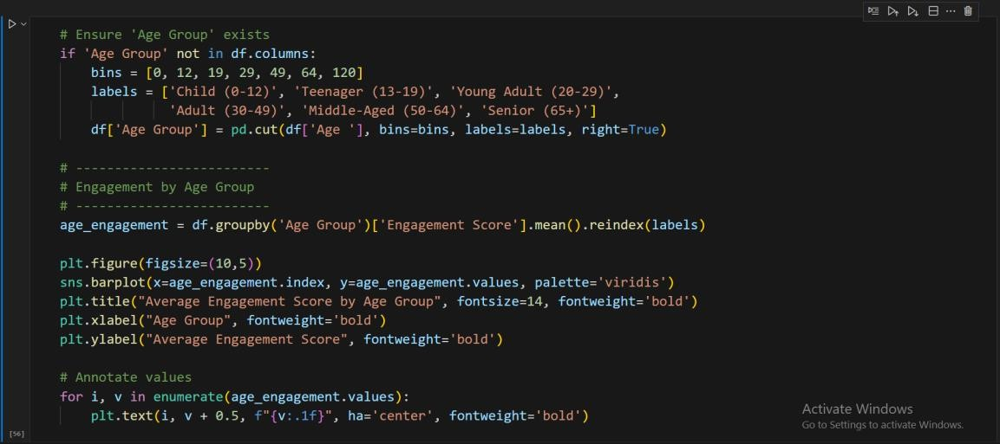 # Ensure 'Age Group' exists
if 'Age Group' not in df.columns:
    bins = [0, 12, 19, 29, 49, 64, 120]
    labels = ['Child (0-12)', 'Teenager (13-19)', 'Young Adult (20-29)',
              'Adult (30-49)', 'Middle-Aged (50-64)', 'Senior (65+)']
    df['Age Group'] = pd.cut(df['Age '], bins=bins, labels=labels, right=True)

# -------------------------
# Engagement by Age Group
# -------------------------
age_engagement = df.groupby('Age Group')['Engagement Score'].mean().reindex(labels)

plt.figure(figsize=(10,5))
sns.barplot(x=age_engagement.index, y=age_engagement.values, palette='viridis')
plt.title("Average Engagement Score by Age Group", fontsize=14, fontweight='bold')
plt.xlabel("Age Group", fontweight='bold')
plt.ylabel("Average Engagement Score", fontweight='bold')

# Annotate values
for i, v in enumerate(age_engagement.values):
    plt.text(i, v + 0.5, f"{v:.1f}", ha='center', fontweight='bold')
[56]
Activate Windows
Go to Settings to activate Windows.